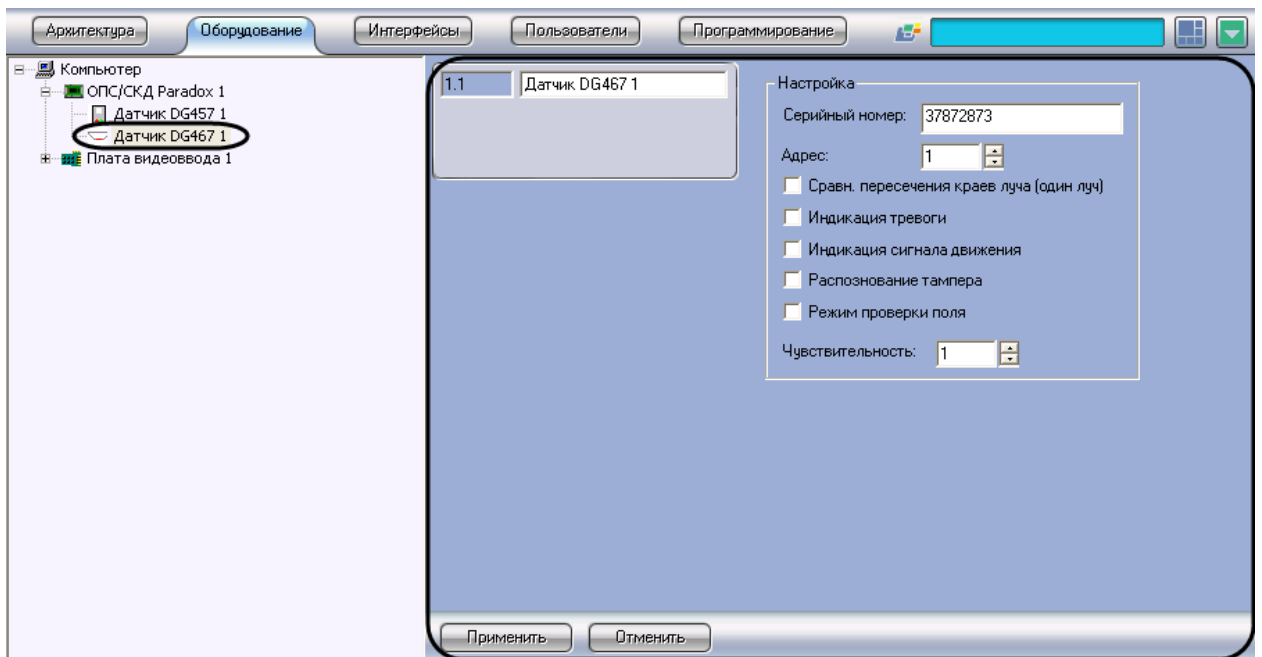 Архитектура Оборудование Интерфейсы Пользователи Программирование
Компьютер
ОПС/СКД Paradox 1
Датчик DG457 1
Датчик DG467 1
Плата видеоввода 1
1.1 Датчик DG467 1
Настройка
Серийный номер: 37872873
Адрес: 1
Сравн. пересечения краев луча (один луч)
Индикация тревоги
Индикация сигнала движения
Распознование тампера
Режим проверки поля
Чувствительность: 1
Применить Отменить